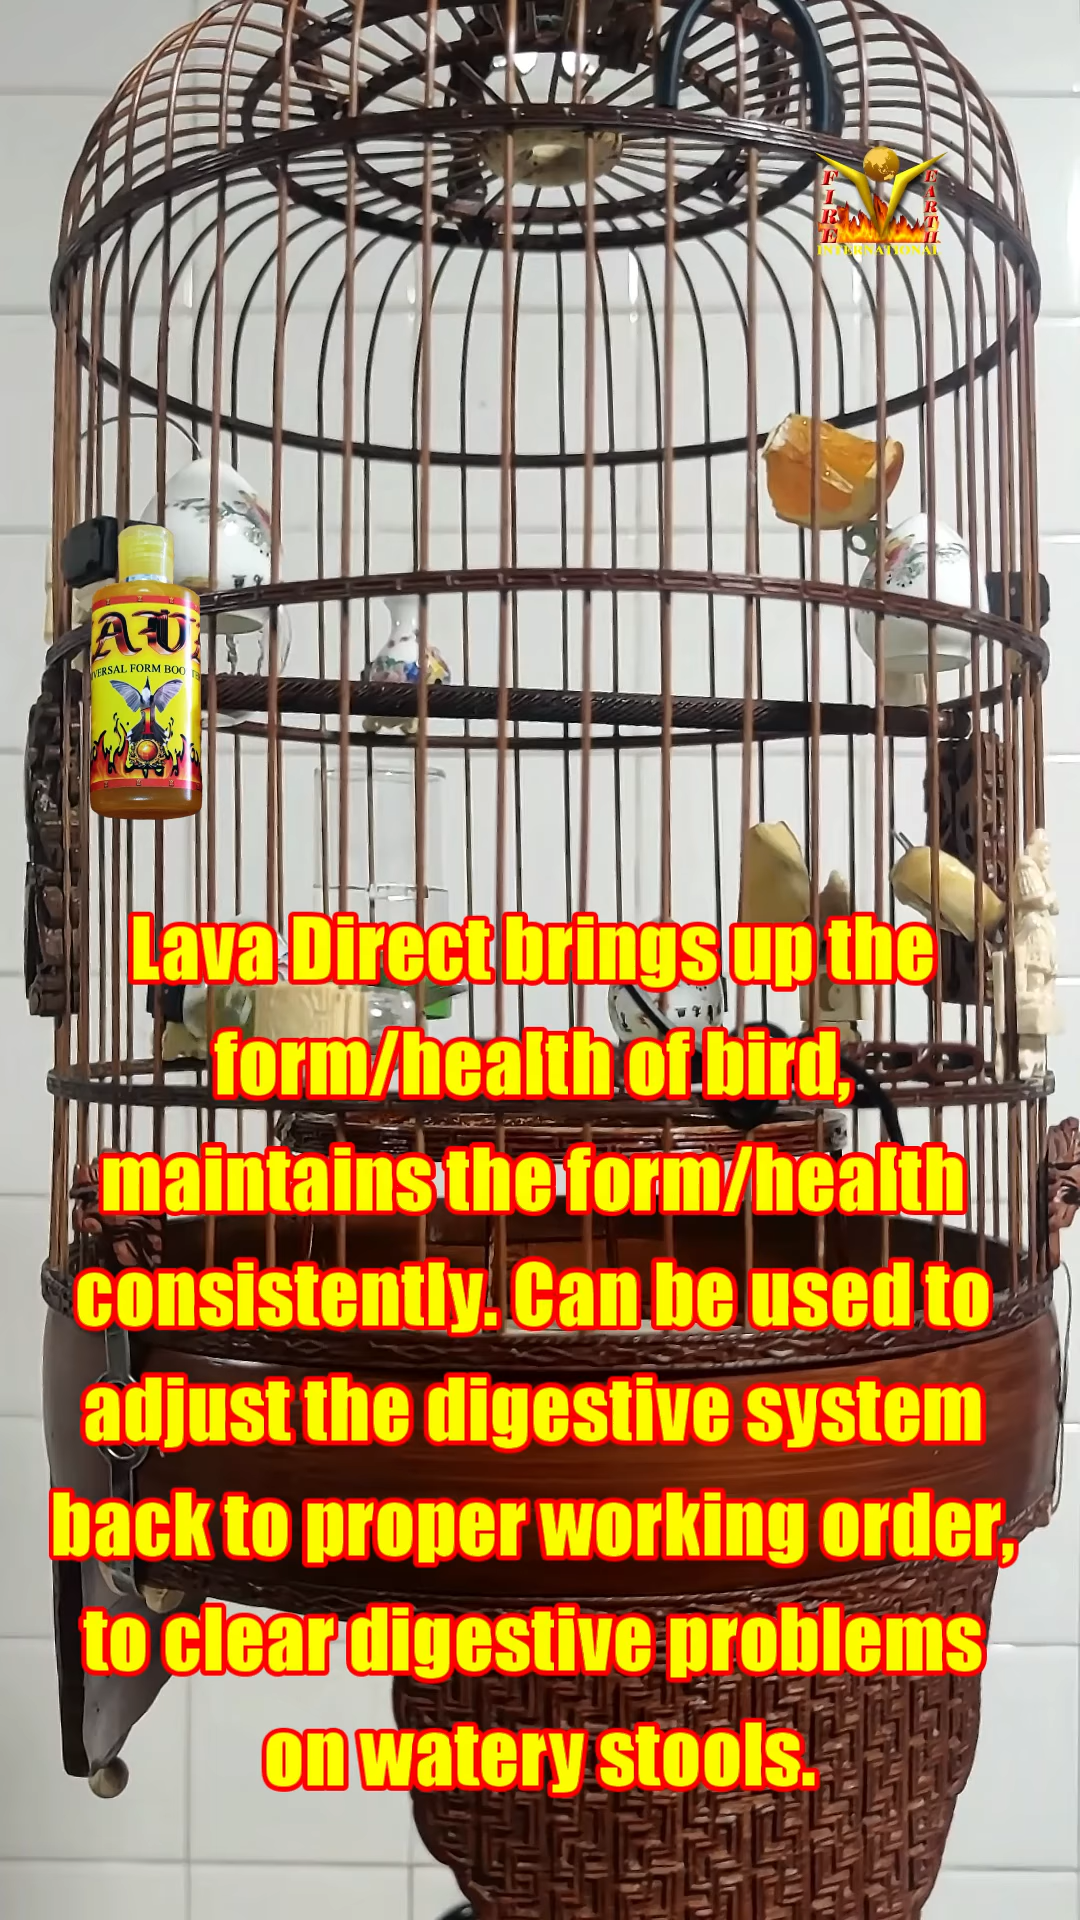 FIRE
EARTH
INTERNATIONAL
LAVA
VERSAL FORM BOO
1
Lava Direct brings up the
form/health of bird,
maintains the form/health
consistently. Can be used to
adjust the digestive system
back to proper working order,
to clear digestive problems
on watery stools.